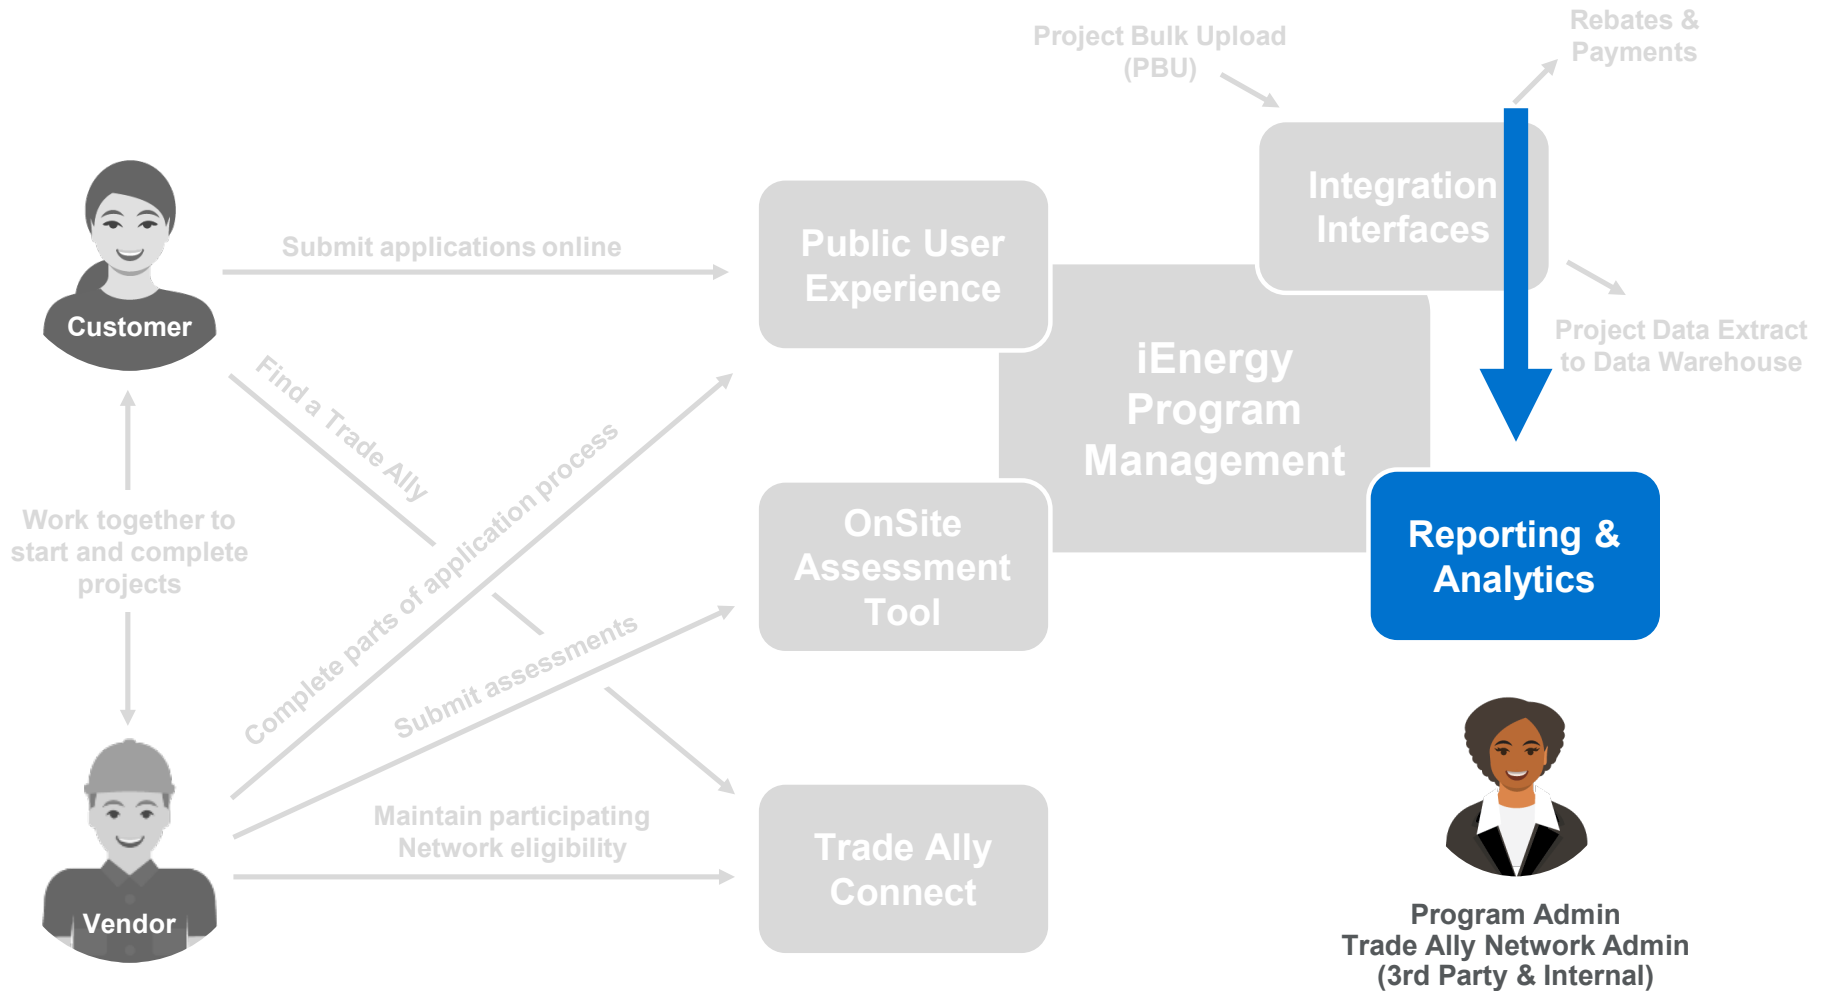 Project Bulk Upload
(PBU)
Rebates &
Payments
Integration
Interfaces
Project Data Extract
to Data Warehouse
Customer
Submit applications online
Public User
Experience
iEnergy
Program
Management
Find a Trade Ally
Work together to
start and complete
projects
Complete parts of application process
Submit assessments
OnSite
Assessment
Tool
Reporting &
Analytics
Vendor
Maintain participating
Network eligibility
Trade Ally
Connect
Program Admin
Trade Ally Network Admin
(3rd Party & Internal)